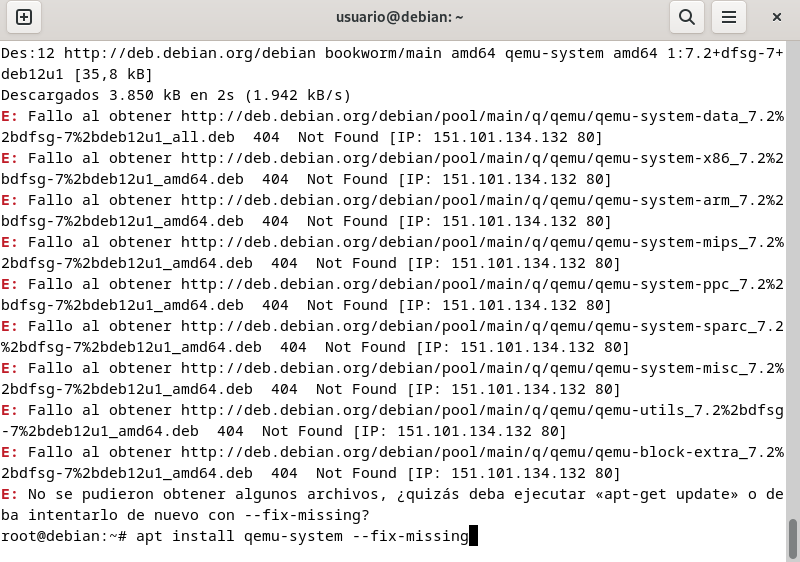 usuario@debian: ~
Des:12 http://deb.debian.org/debian bookworm/main amd64 qemu-system amd64 1:7.2+dfsg-7+
deb12u1 [35,8 kB]
Descargados 3.850 kB en 2s (1.942 kB/s)
E: Fallo al obtener http://deb.debian.org/debian/pool/main/q/qemu/qemu-system-data_7.2%
2bdfsg-7%2bdeb12u1_all.deb  404  Not Found [IP: 151.101.134.132 80]
E: Fallo al obtener http://deb.debian.org/debian/pool/main/q/qemu/qemu-system-x86_7.2%2
bdfsg-7%2bdeb12u1_amd64.deb  404  Not Found [IP: 151.101.134.132 80]
E: Fallo al obtener http://deb.debian.org/debian/pool/main/q/qemu/qemu-system-arm_7.2%2
bdfsg-7%2bdeb12u1_amd64.deb  404  Not Found [IP: 151.101.134.132 80]
E: Fallo al obtener http://deb.debian.org/debian/pool/main/q/qemu/qemu-system-mips_7.2%
2bdfsg-7%2bdeb12u1_amd64.deb  404  Not Found [IP: 151.101.134.132 80]
E: Fallo al obtener http://deb.debian.org/debian/pool/main/q/qemu/qemu-system-ppc_7.2%2
bdfsg-7%2bdeb12u1_amd64.deb  404  Not Found [IP: 151.101.134.132 80]
E: Fallo al obtener http://deb.debian.org/debian/pool/main/q/qemu/qemu-system-sparc_7.2
%2bdfsg-7%2bdeb12u1_amd64.deb  404  Not Found [IP: 151.101.134.132 80]
E: Fallo al obtener http://deb.debian.org/debian/pool/main/q/qemu/qemu-system-misc_7.2%
2bdfsg-7%2bdeb12u1_amd64.deb  404  Not Found [IP: 151.101.134.132 80]
E: Fallo al obtener http://deb.debian.org/debian/pool/main/q/qemu/qemu-utils_7.2%2bdfsg
-7%2bdeb12u1_amd64.deb  404  Not Found [IP: 151.101.134.132 80]
E: Fallo al obtener http://deb.debian.org/debian/pool/main/q/qemu/qemu-block-extra_7.2%
2bdfsg-7%2bdeb12u1_amd64.deb  404  Not Found [IP: 151.101.134.132 80]
E: No se pudieron obtener algunos archivos, ¿quizás deba ejecutar «apt-get update» o de
ba intentarlo de nuevo con --fix-missing?
root@debian:~# apt install qemu-system --fix-missing